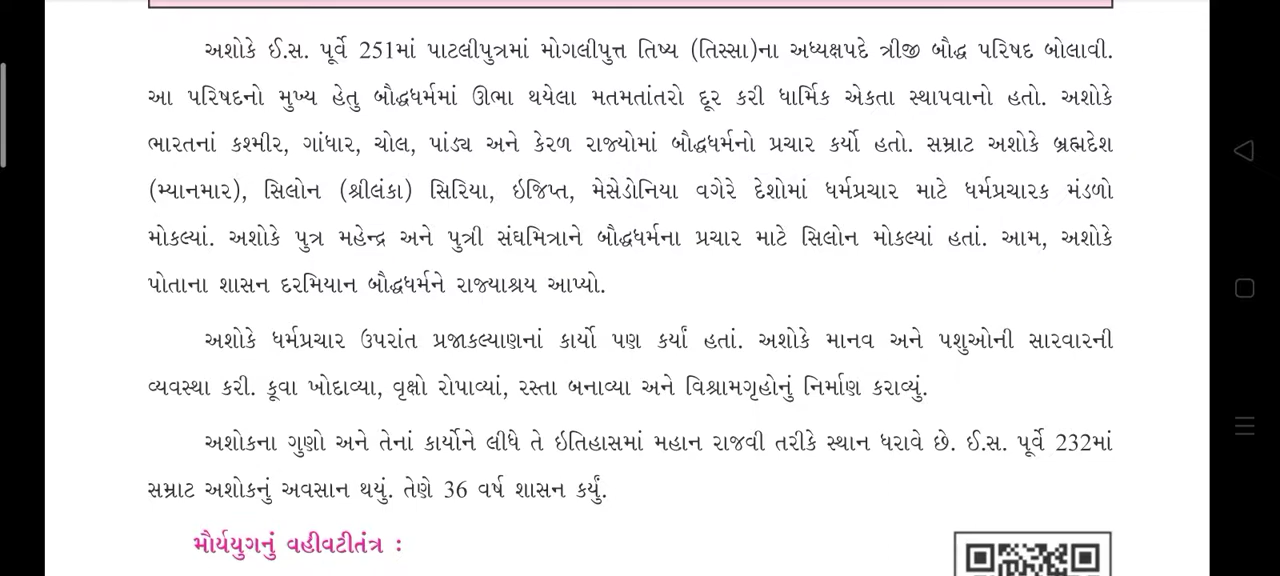 અશોકે ઈ.સ. પૂર્વે 251માં પાટલીપુત્રમાં મોગલીપુત્ત તિષ્ય (તિસ્સા)ના અધ્યક્ષપદે ત્રીજી બૌદ્ધ પરિષદ બોલાવી.
આ પરિષદનો મુખ્ય હેતુ બૌદ્ધધર્મમાં ઊભા થયેલા મતમતાંતરો દૂર કરી ધાર્મિક એકતા સ્થાપવાનો હતો. અશોકે
ભારતનાં કશ્મીર, ગાંધાર, ચોલ, પાંડ્ય અને કેરળ રાજ્યોમાં બૌદ્ધધર્મનો પ્રચાર કર્યો હતો. સમ્રાટ અશોકે બ્રહ્મદેશ
(મ્યાનમાર), સિલોન (શ્રીલંકા) સિરિયા, ઇજિપ્ત, મેસેડોનિયા વગેરે દેશોમાં ધર્મપ્રચાર માટે ધર્મપ્રચારક મંડળો
મોકલ્યાં. અશોકે પુત્ર મહેન્દ્ર અને પુત્રી સંઘમિત્રાને બૌદ્ધધર્મના પ્રચાર માટે સિલોન મોકલ્યાં હતાં. આમ, અશોકે
પોતાના શાસન દરમિયાન બૌદ્ધધર્મને રાજ્યાશ્રય આપ્યો.
અશોકે ધર્મપ્રચાર ઉપરાંત પ્રજાકલ્યાણનાં કાર્યો પણ કર્યાં હતાં. અશોકે માનવ અને પશુઓની સારવારની
વ્યવસ્થા કરી. કૂવા ખોદાવ્યા, વૃક્ષો રોપાવ્યાં, રસ્તા બનાવ્યા અને વિશ્રામગૃહોનું નિર્માણ કરાવ્યું.
અશોકના ગુણો અને તેનાં કાર્યોને લીધે તે ઇતિહાસમાં મહાન રાજવી તરીકે સ્થાન ધરાવે છે. ઈ.સ. પૂર્વે 232માં
સમ્રાટ અશોકનું અવસાન થયું. તેણે 36 વર્ષ શાસન કર્યું.
મૌર્યયુગનું વહીવટીતંત્ર :